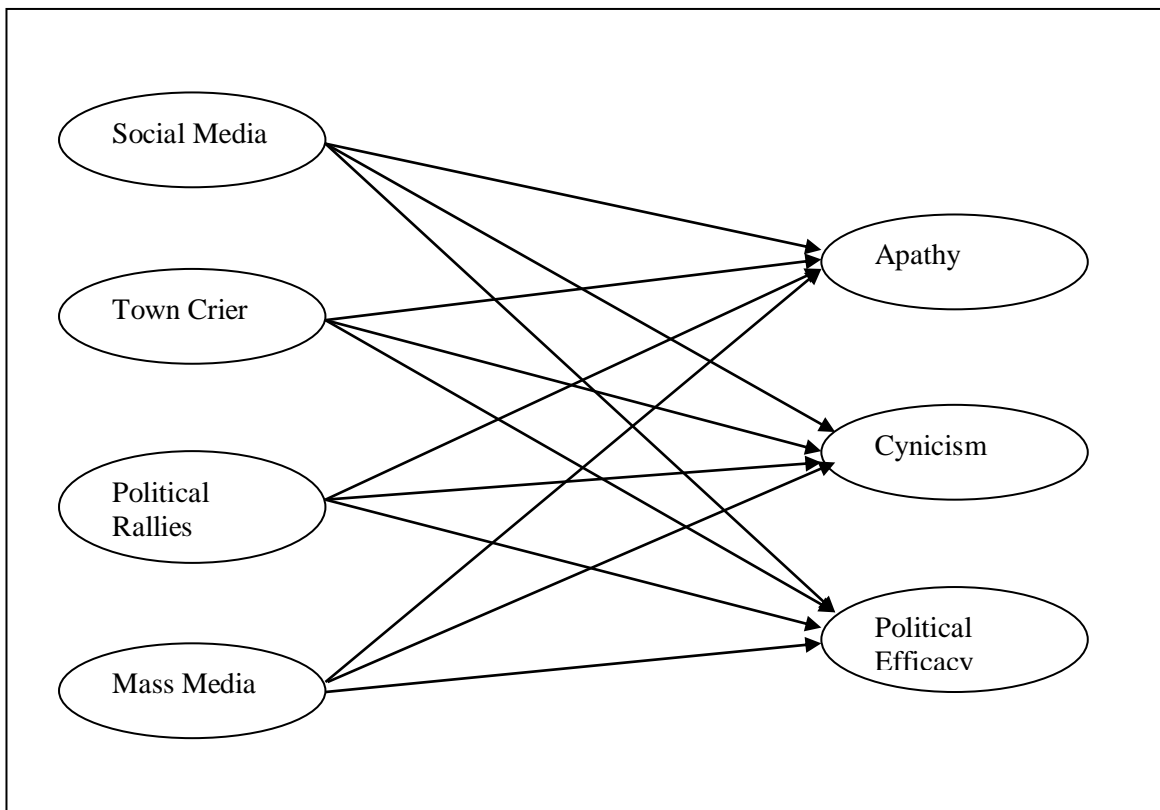 Social Media
Town Crier
Political
Rallies
Mass Media
Apathy
Cynicism
Political
Efficacy